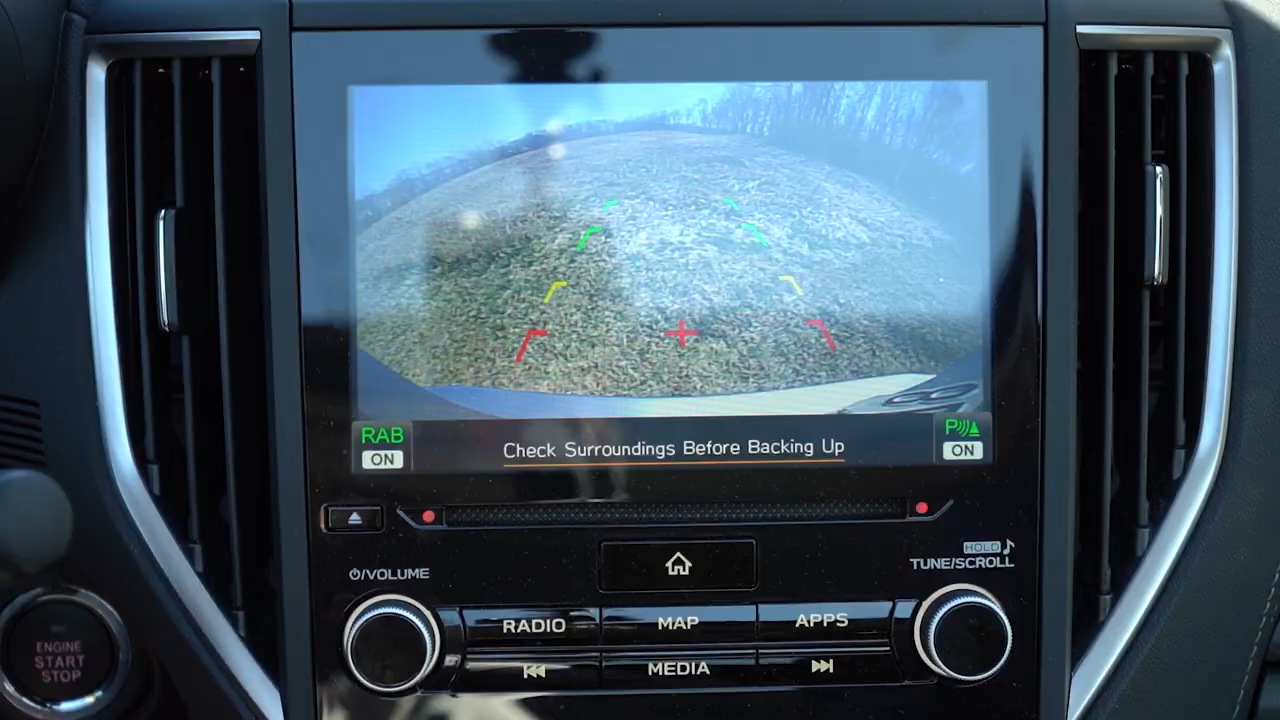 RAB
ON
Check Surroundings Before Backing Up
P
ON
HOLD
TUNE/SCROLL
/VOLUME
RADIO
MAP
APPS
MEDIA
ENGINE
START
STOP